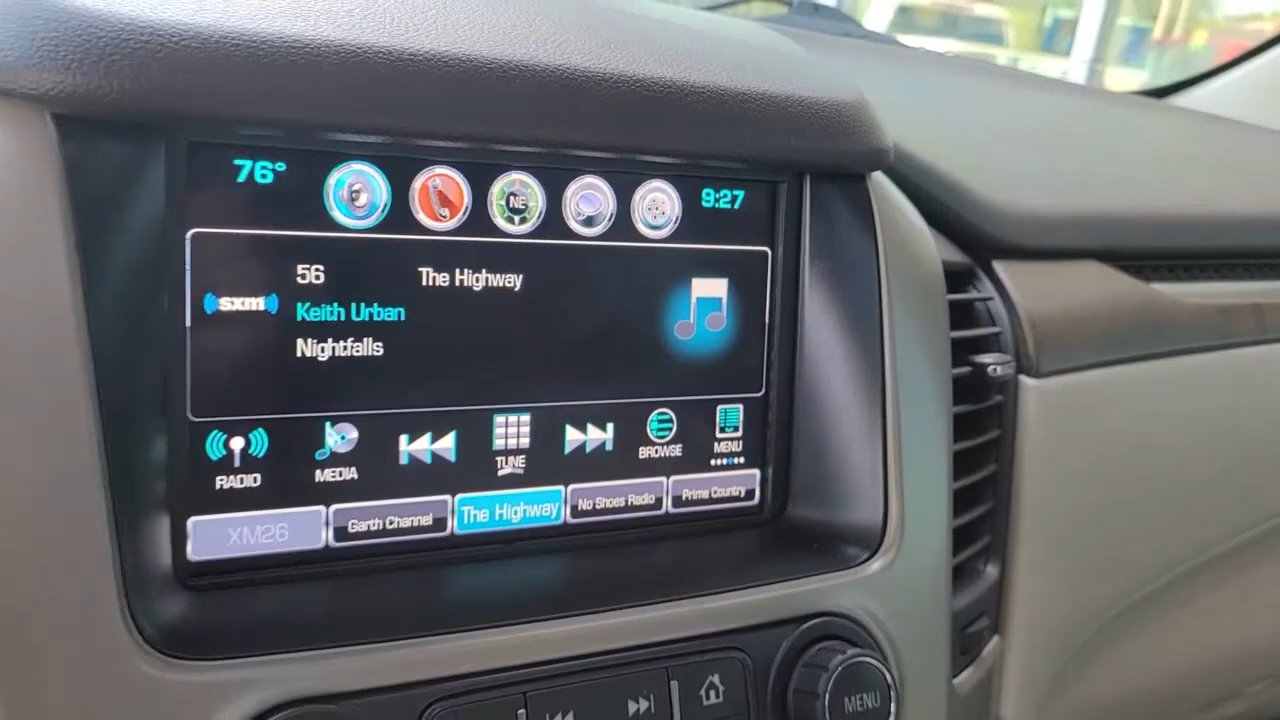 76°
NE
9:27
56
The Highway
sxm
Keith Urban
Nightfalls
RADIO
MEDIA
TUNE
BROWSE
MENU
XM26
Garth Channel
The Highway
No Shoes Radio
Prime Country
MENU